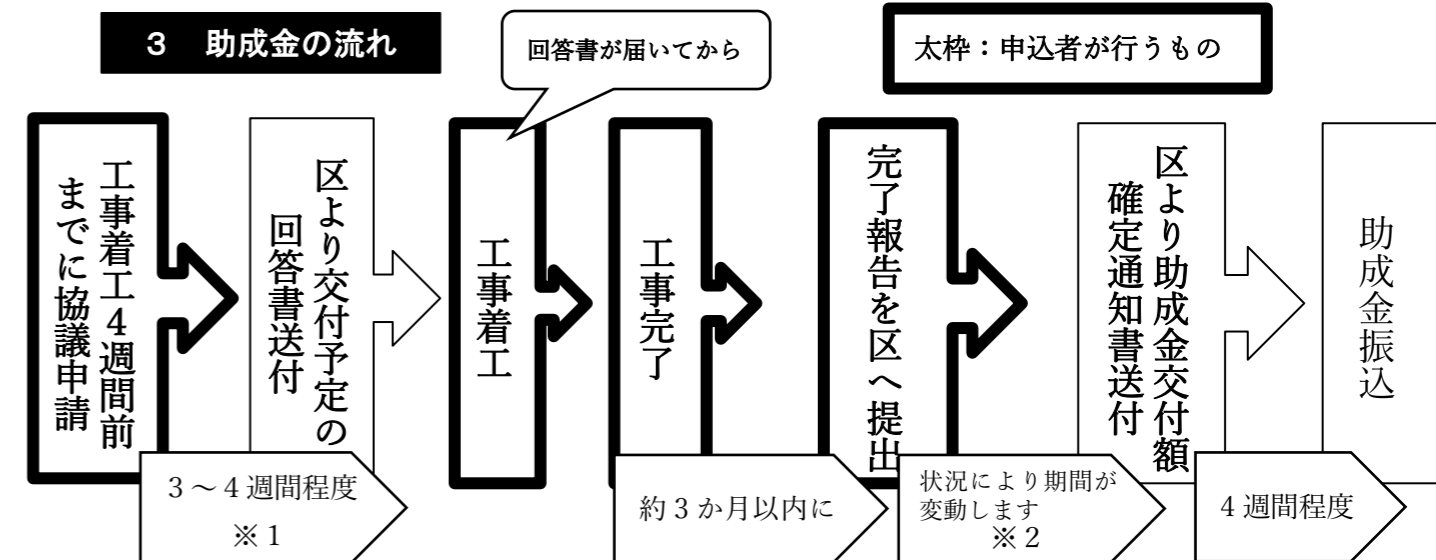 ３　助成金の流れ
回答書が届いてから
太枠：申込者が行うもの
工事着工４週間前
までに協議申請
区より交付予定の
回答書送付
工事着工
工事完了
完了報告を区へ提出
区より助成金交付額
確定通知書送付
助成金振込
３～４週間程度
※１
約３か月以内に
状況により期間が
変動します
※２
４週間程度